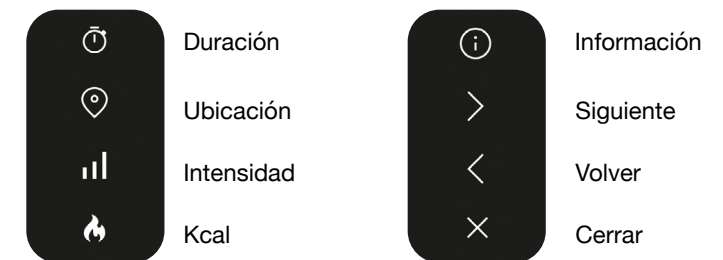 Duración
Ubicación
Intensidad
Kcal
Información
Siguiente
Volver
Cerrar